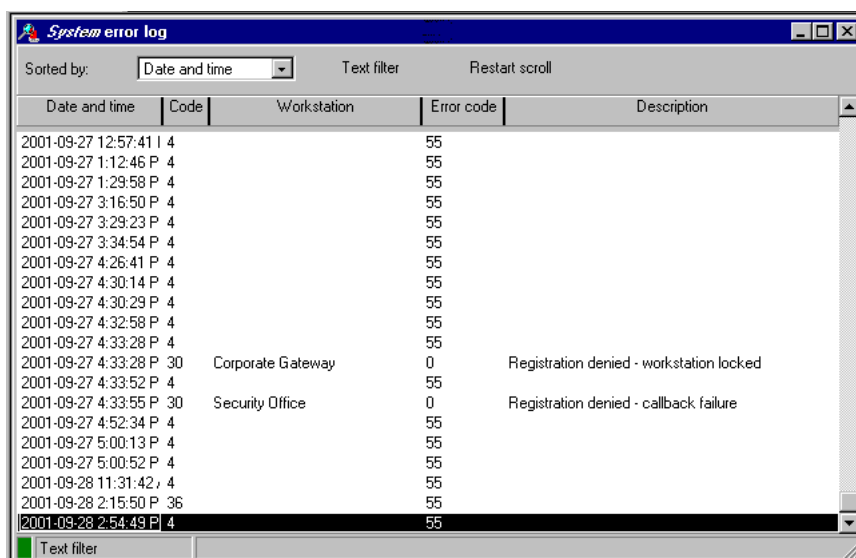 System error log
Sorted by: Date and time Text filter Restart scroll
Date and time Code Workstation Error code Description
2001-09-27 12:57:41 4 55
2001-09-27 1:12:46 P 4 55
2001-09-27 1:29:58 P 4 55
2001-09-27 3:16:50 P 4 55
2001-09-27 3:29:23 P 4 55
2001-09-27 3:34:54 P 4 55
2001-09-27 4:26:41 P 4 55
2001-09-27 4:30:14 P 4 55
2001-09-27 4:30:29 P 4 55
2001-09-27 4:32:58 P 4 55
2001-09-27 4:33:28 P 4 55
2001-09-27 4:33:28 P 30 Corporate Gateway 0 Registration denied - workstation locked
2001-09-27 4:33:52 P 4 55
2001-09-27 4:33:55 P 30 Security Office 0 Registration denied - callback failure
2001-09-27 4:52:34 P 4 55
2001-09-27 5:00:13 P 4 55
2001-09-27 5:00:52 P 4 55
2001-09-28 11:31:42 4 55
2001-09-28 2:15:50 P 36 55
2001-09-28 2:54:49 P 4 55
Text filter